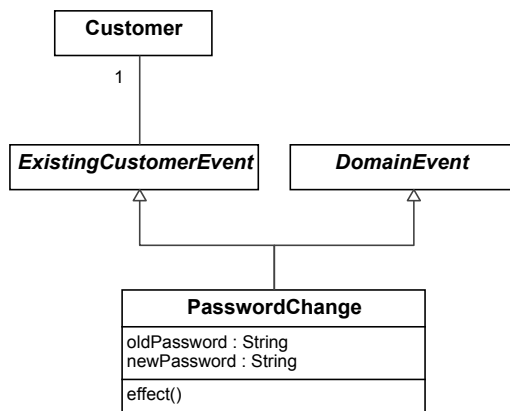 Customer
1
ExistingCustomerEvent
DomainEvent
PasswordChange
oldPassword : String
newPassword : String
effect()